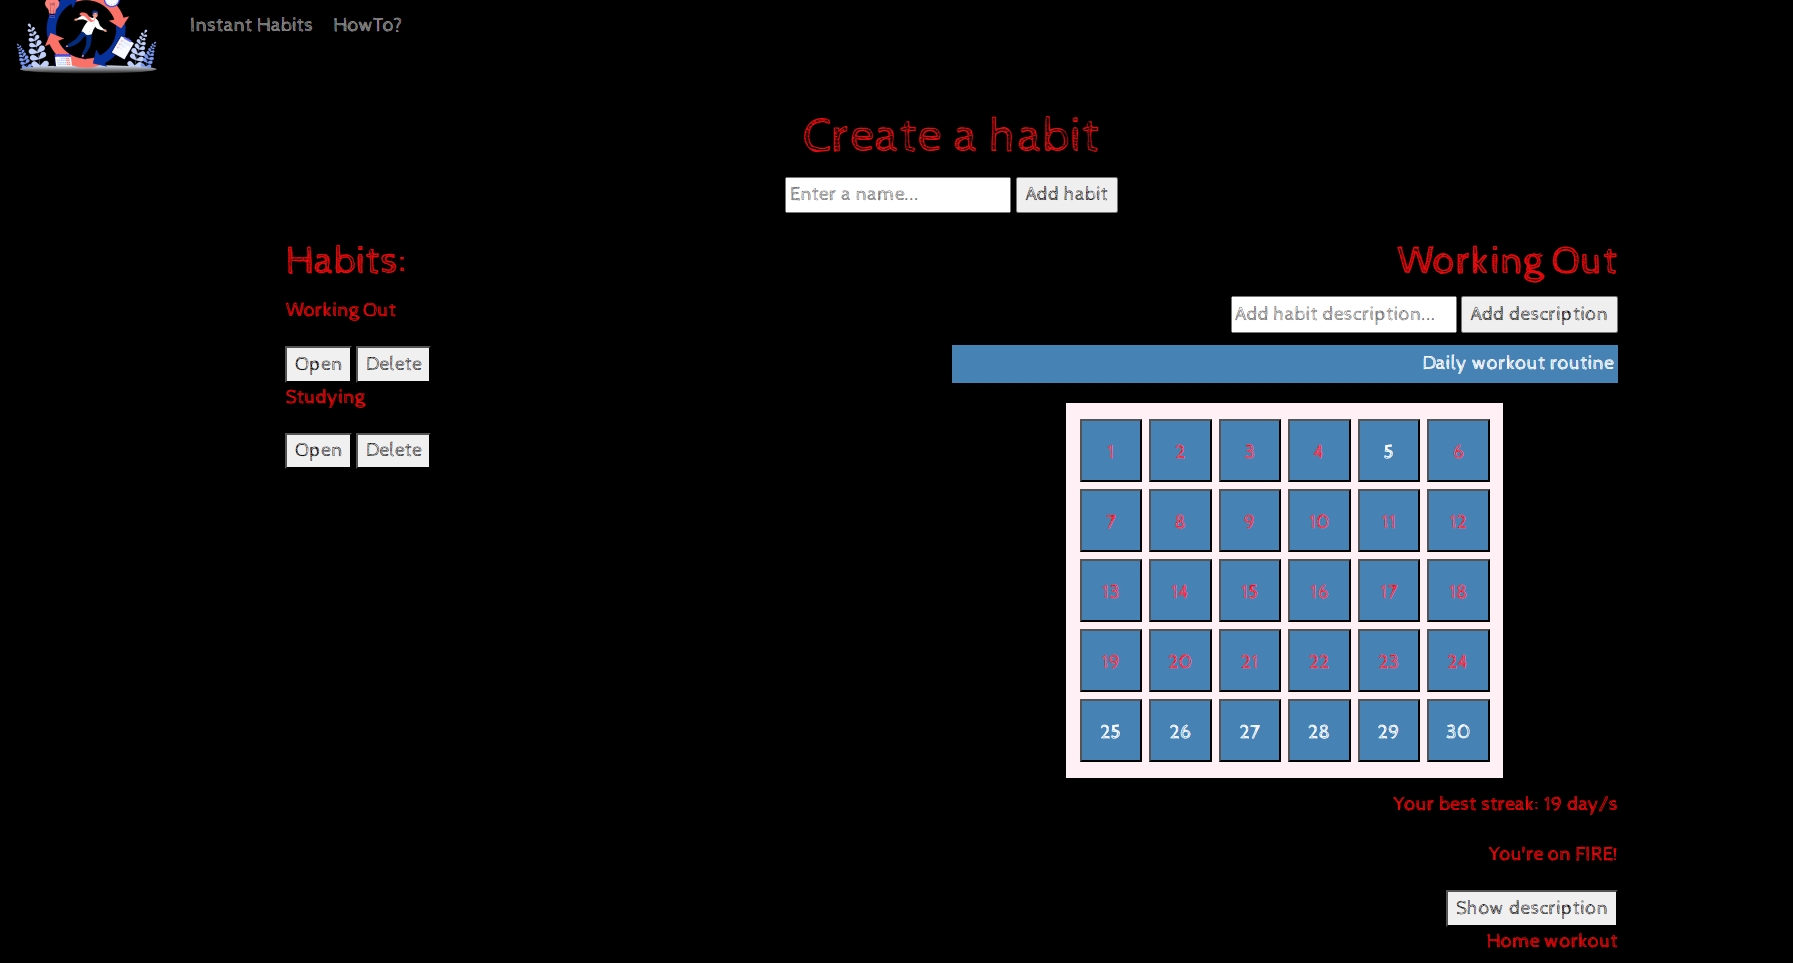 Instant Habits HowTo?
Create a habit
Enter a name... Add habit
Habits:
Working Out
Open Delete
Studying
Open Delete
Working Out
Add habit description... Add description
Daily workout routine
1 2 3 4 5 6
7 8 9 10 11 12
13 14 15 16 17 18
19 20 21 22 23 24
25 26 27 28 29 30
Your best streak: 19 day/s
You're on FIRE!
Show description
Home workout